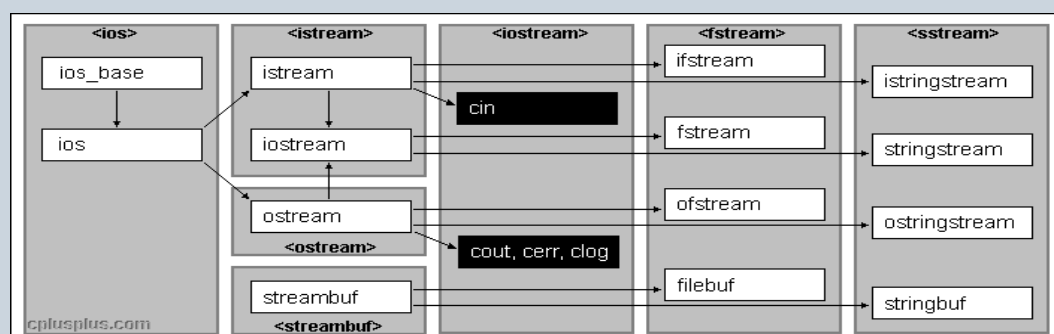 <ios>
ios_base
ios
cplusplus.com
<istream>
istream
iostream
ostream
<ostream>
streambuf
<streambuf>
<iostream>
cin
cout, cerr, clog
<fstream>
ifstream
fstream
ofstream
filebuf
<sstream>
istringstream
stringstream
ostringstream
stringbuf